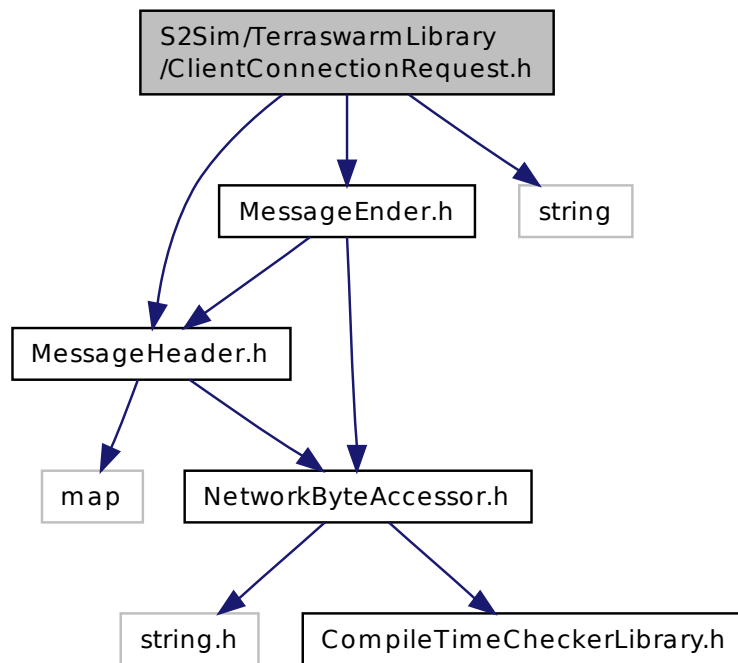 S2Sim/TerraswarmLibrary
/ClientConnectionRequest.h
MessageEnder.h
string
MessageHeader.h
map
NetworkByteAccessor.h
string.h
CompileTimeCheckerLibrary.h